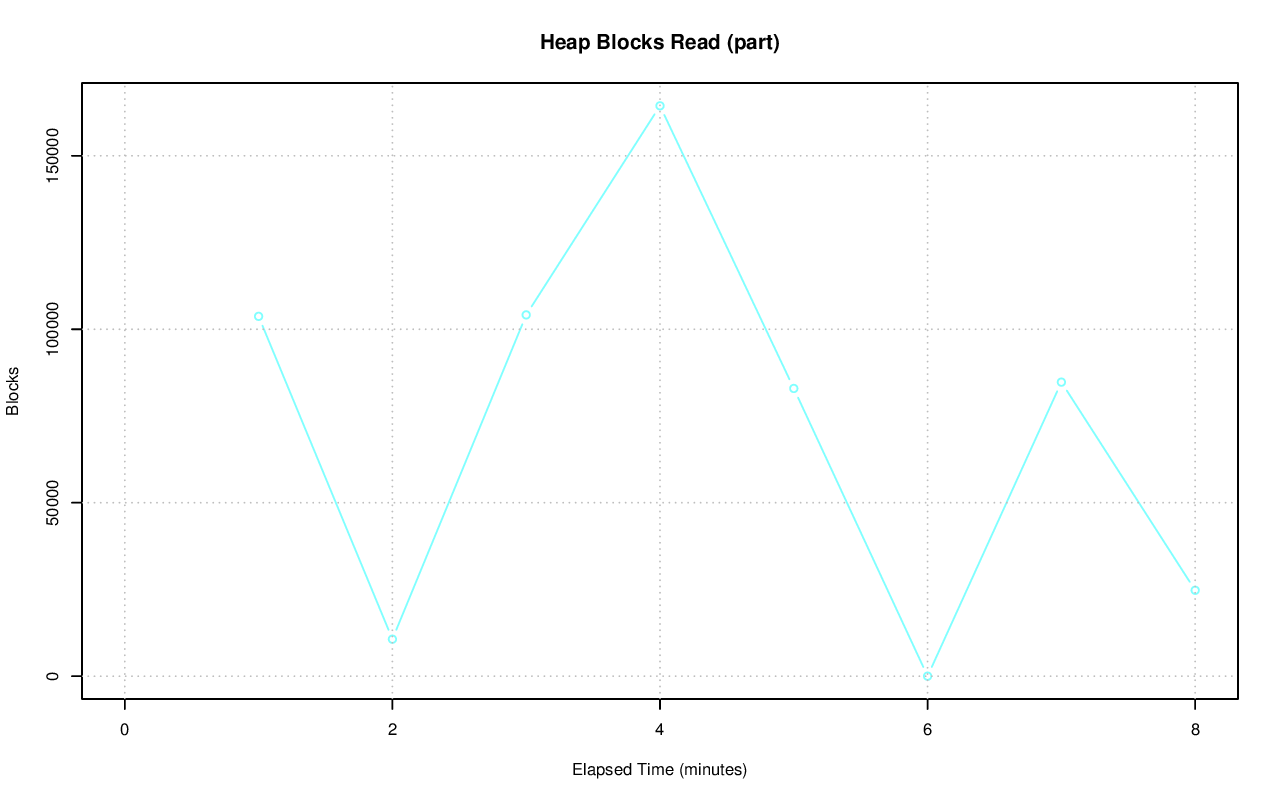 Heap Blocks Read (part)
150000
100000
50000
0
Blocks
0 2 4 6 8
Elapsed Time (minutes)